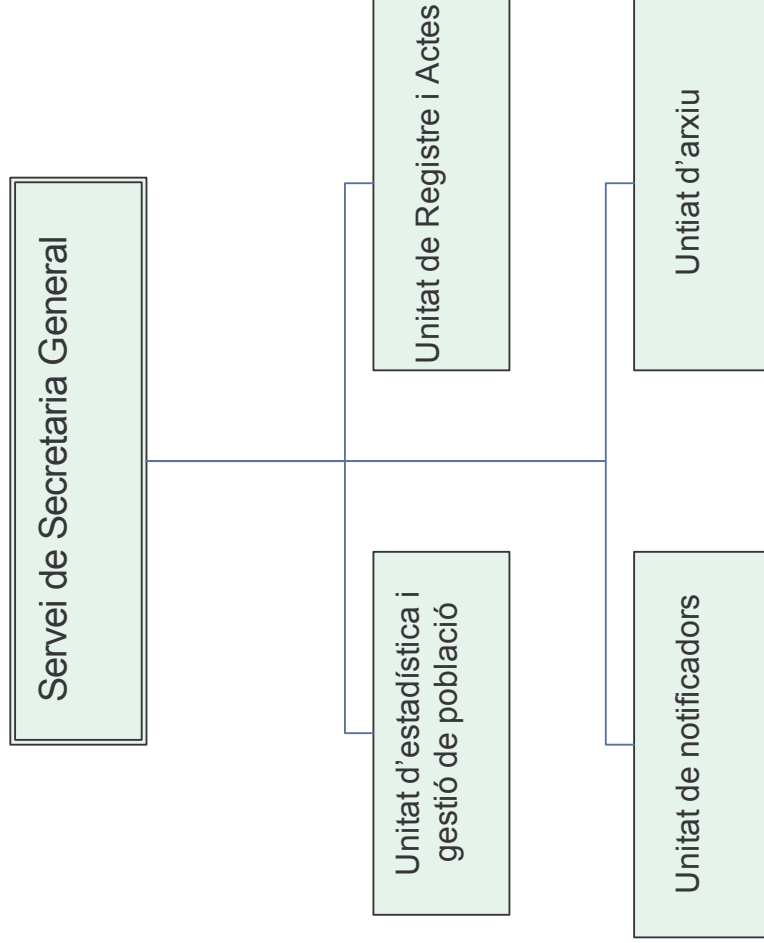 Servei de Secretaria General
Unitat d’estadística i
gestió de població
Unitat de Registre i Actes
Unitat de notificadors
Untiat d’arxiu